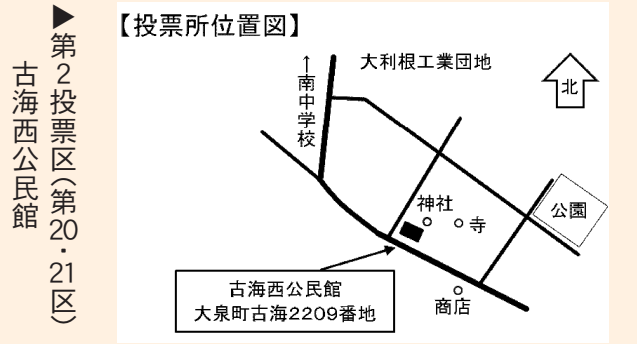 ▶第2投票区(第20・21区)
古海西公民館
【投票所位置図】
↑南中学校
大利根工業団地
北
神社
寺
公園
古海西公民館
大泉町古海2209番地
商店